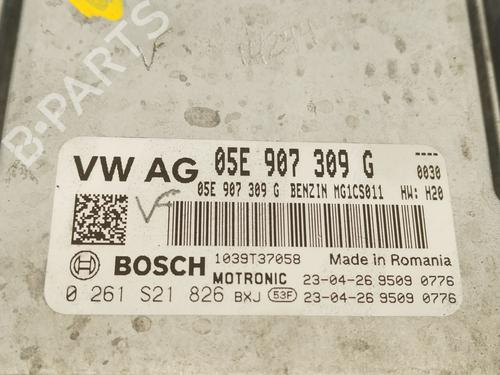 14244
B-PARTS
VW AG 05E 907 309 G 0030
05E 907 309 G BENZIN MG1CS011 HW: H20
BOSCH 1039T37058 Made in Romania
MOTRONIC 23-04-26 9509 0776
0 261 S21 826 BXJ 53F 23-04-26 9509 0776